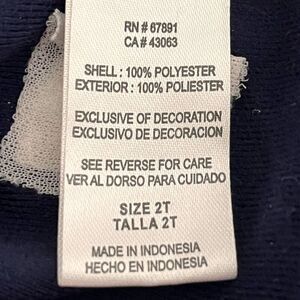 RN # 67891
CA # 43063
SHELL : 100% POLYESTER
EXTERIOR : 100% POLIESTER
EXCLUSIVE OF DECORATION
EXCLUSIVO DE DECORACION
SEE REVERSE FOR CARE
VER AL DORSO PARA CUIDADO
SIZE 2T
TALLA 2T
MADE IN INDONESIA
HECHO EN INDONESIA